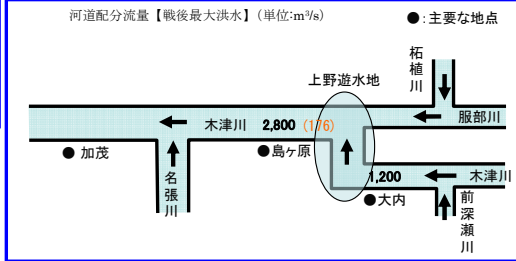 河道配分流量【戦後最大洪水】(単位:m³/s)
●:主要な地点
柘植川
上野遊水地
服部川
木津川 2,800 (176)
●加茂
●島ヶ原
名張川
1,200
木津川
●大内
前深瀬川